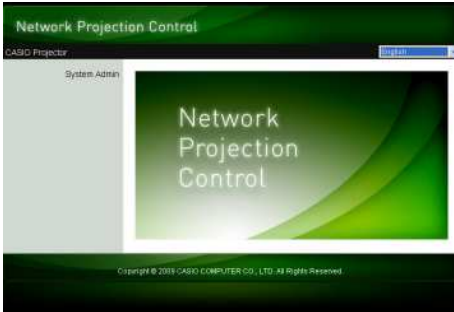 Network Projection Control
CASIO Projector
English
System Admin
Network
Projection
Control
Copyright © 2009 CASIO COMPUTER CO., LTD. All Rights Reserved.